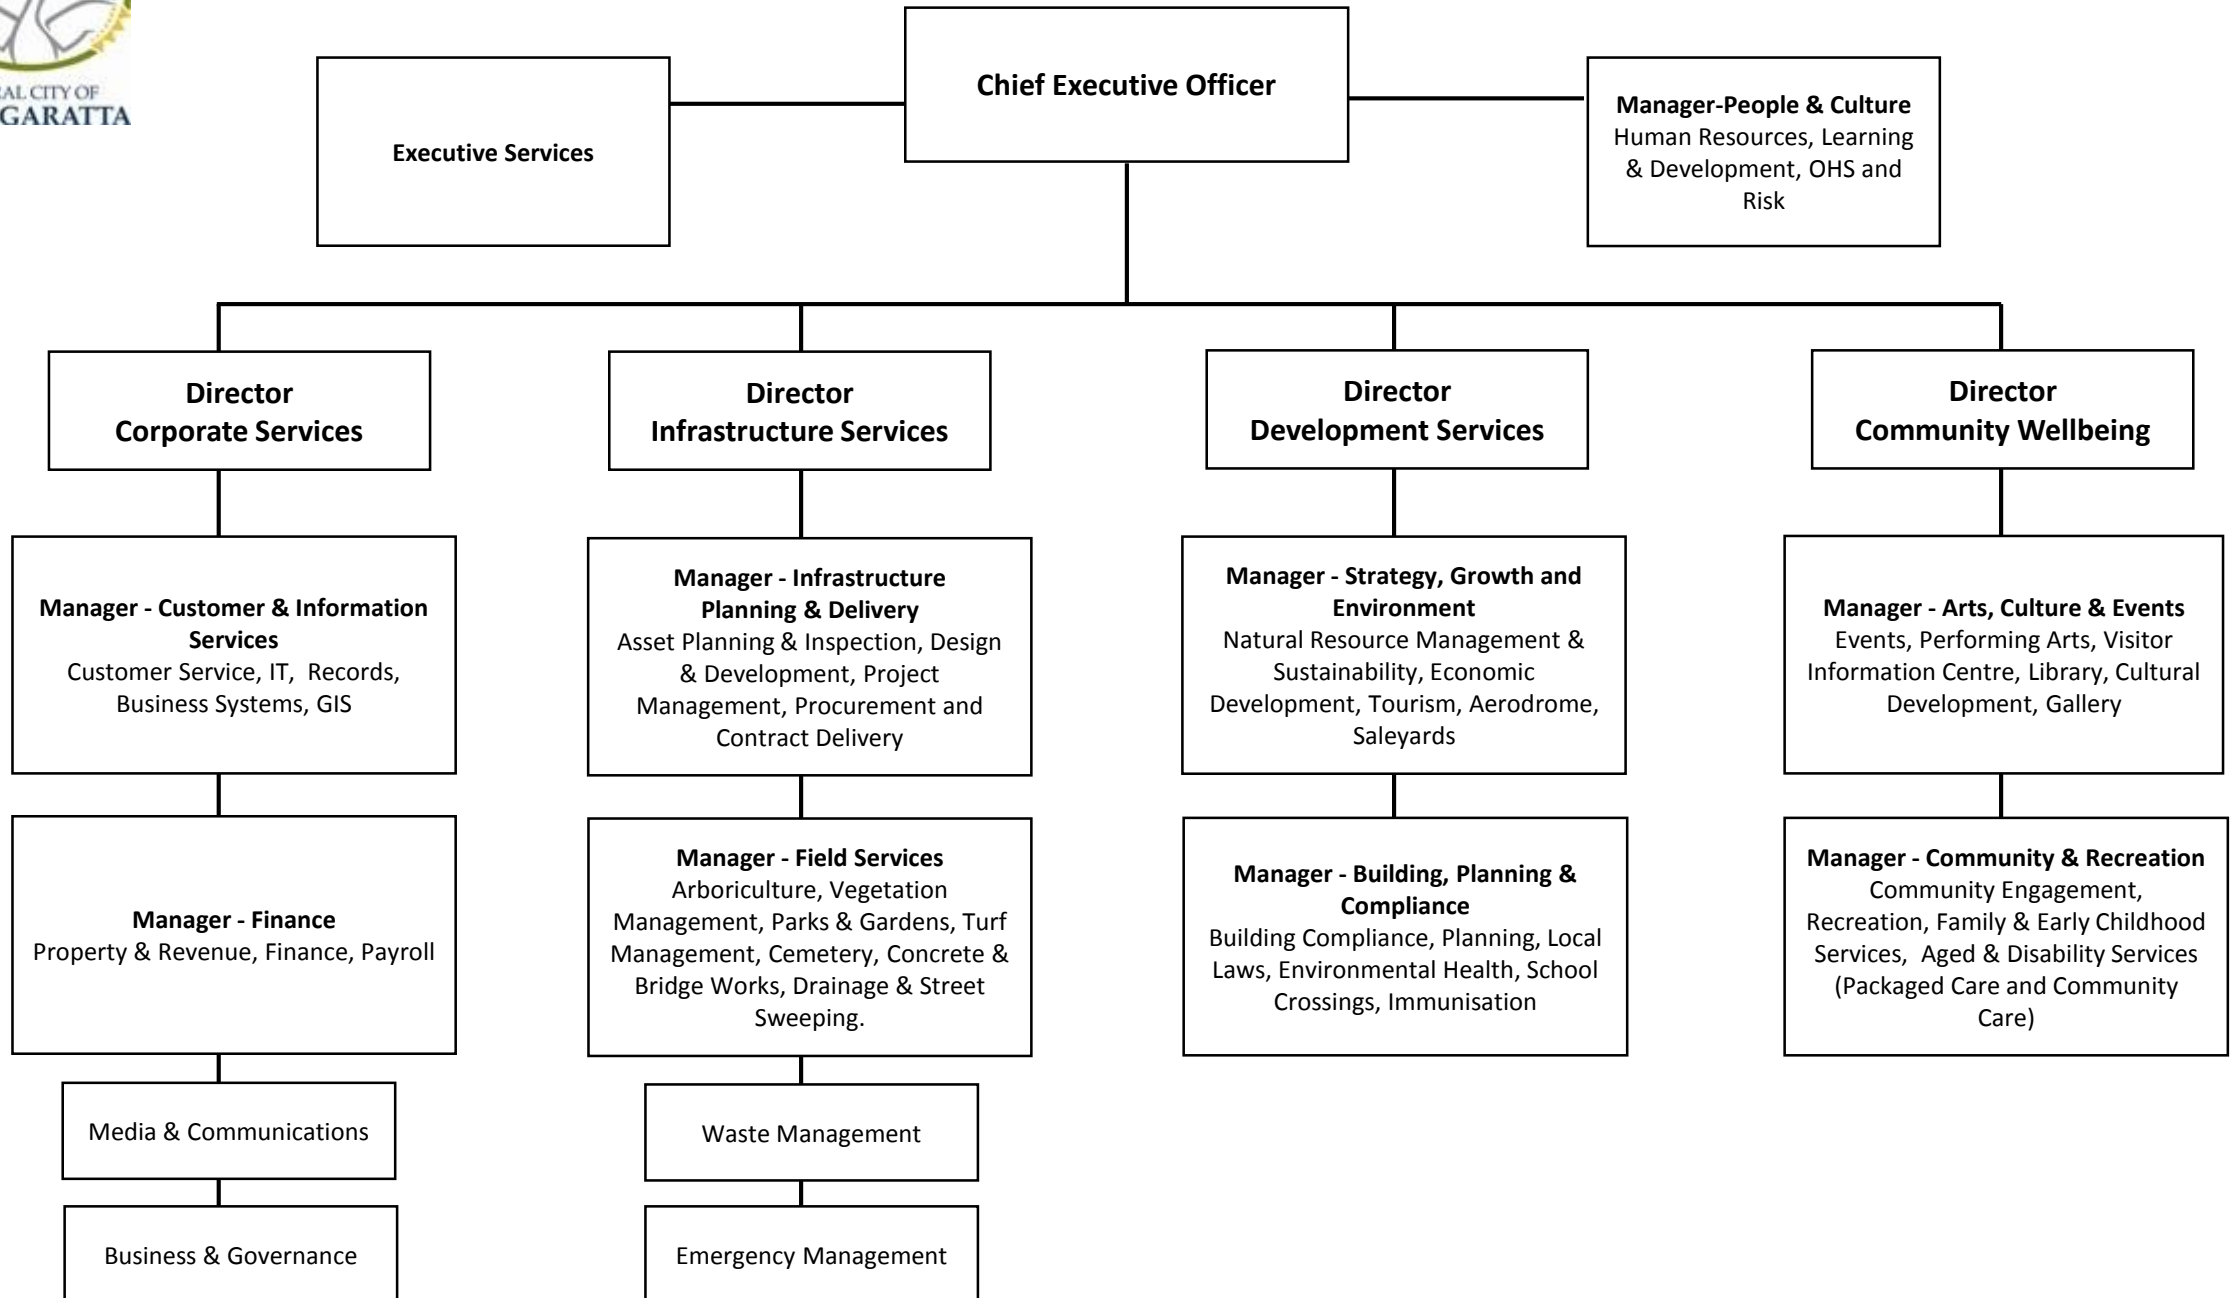 CITY OF
Chief Executive Officer
Executive Services
Manager-People & Culture
Human Resources, Learning
& Development, OHS and
Risk
Director
Corporate Services
Director
Infrastructure Services
Director
Development Services
Director
Community Wellbeing
Manager - Customer & Information
Services
Customer Service, IT, Records,
Business Systems, GIS
Manager - Infrastructure
Planning & Delivery
Asset Planning & Inspection, Design
& Development, Project
Management, Procurement and
Contract Delivery
Manager - Strategy, Growth and
Environment
Natural Resource Management &
Sustainability, Economic
Development, Tourism, Aerodrome,
Saleyards
Manager - Arts, Culture & Events
Events, Performing Arts, Visitor
Information Centre, Library, Cultural
Development, Gallery
Manager - Finance
Property & Revenue, Finance, Payroll
Manager - Field Services
Arboriculture, Vegetation
Management, Parks & Gardens, Turf
Management, Cemetery, Concrete &
Bridge Works, Drainage & Street
Sweeping.
Manager - Building, Planning &
Compliance
Building Compliance, Planning, Local
Laws, Environmental Health, School
Crossings, Immunisation
Manager - Community & Recreation
Community Engagement,
Recreation, Family & Early Childhood
Services, Aged & Disability Services
(Packaged Care and Community
Care)
Media & Communications
Waste Management
Business & Governance
Emergency Management